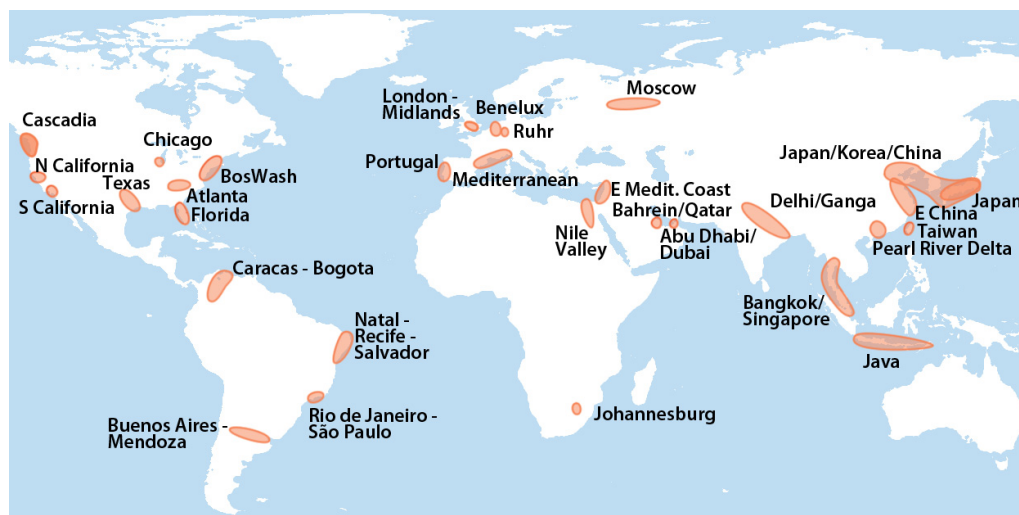 Cascadia
Chicago
N California
Texas
BosWash
S California
Atlanta
Florida
Caracas - Bogota
Natal -
Recife -
Salvador
Rio de Janeiro -
São Paulo
Buenos Aires -
Mendoza
London -
Midlands
Benelux
Ruhr
Moscow
Portugal
Mediterranean
E Medit. Coast
Bahrein/Qatar
Nile
Valley
Abu Dhabi/
Dubai
Delhi/Ganga
Japan/Korea/China
Japan
E China
Taiwan
Pearl River Delta
Bangkok/
Singapore
Java
Johannesburg